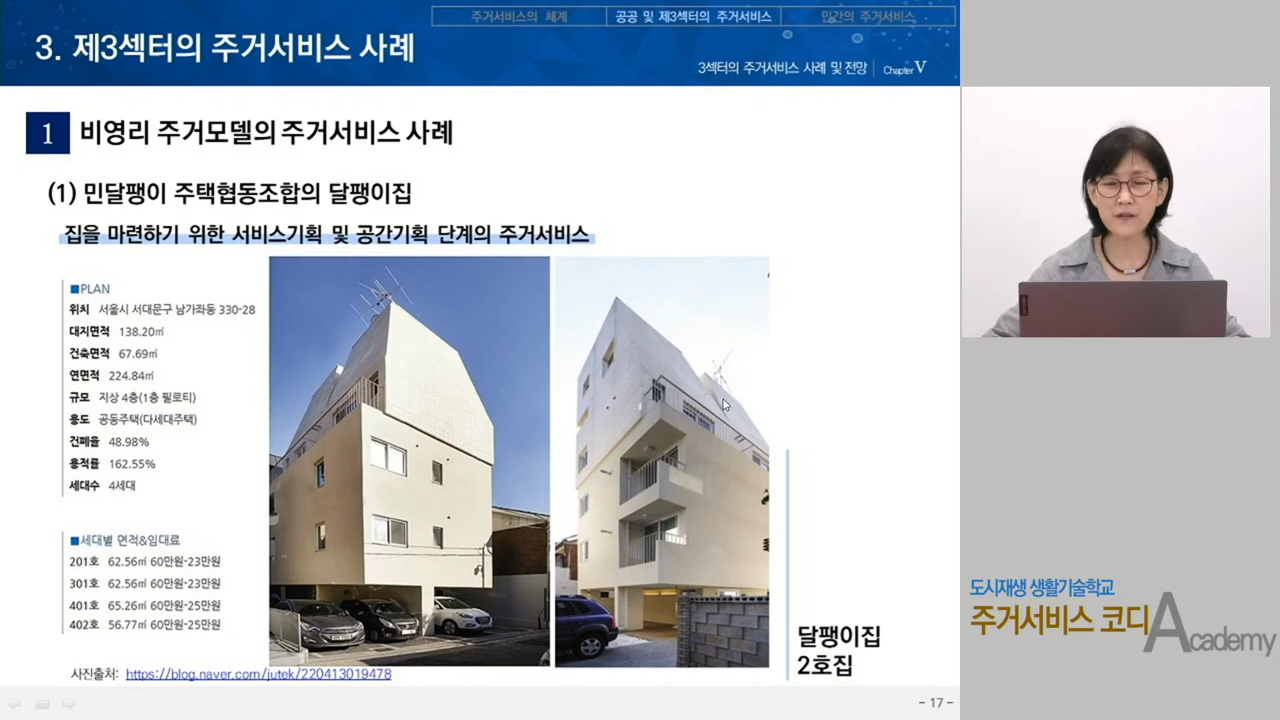 주거서비스의 체계
공공 및 제3섹터의 주거서비스
민간의 주거서비스
3. 제3섹터의 주거서비스 사례
3섹터의 주거서비스 사례 및 전망
Chapter V
1 비영리 주거모델의 주거서비스 사례
(1) 민달팽이 주택협동조합의 달팽이집
집을 마련하기 위한 서비스기획 및 공간기획 단계의 주거서비스
■PLAN
위치 서울시 서대문구 남가좌동 330-28
대지면적 138.20㎡
건축면적 67.69㎡
연면적 224.84㎡
규모 지상 4층(1층 필로티)
용도 공동주택(다세대주택)
건폐율 48.98%
용적률 162.55%
세대수 4세대
■세대별 면적&임대료
201호 62.56㎡ 60만원-23만원
301호 62.56㎡ 60만원-23만원
401호 65.26㎡ 60만원-25만원
402호 56.77㎡ 60만원-25만원
사진출처: https://blog.naver.com/jutek/220413019478
달팽이집
2호집
- 17 -
도시재생 생활기술학교
주거서비스 코디 Academy